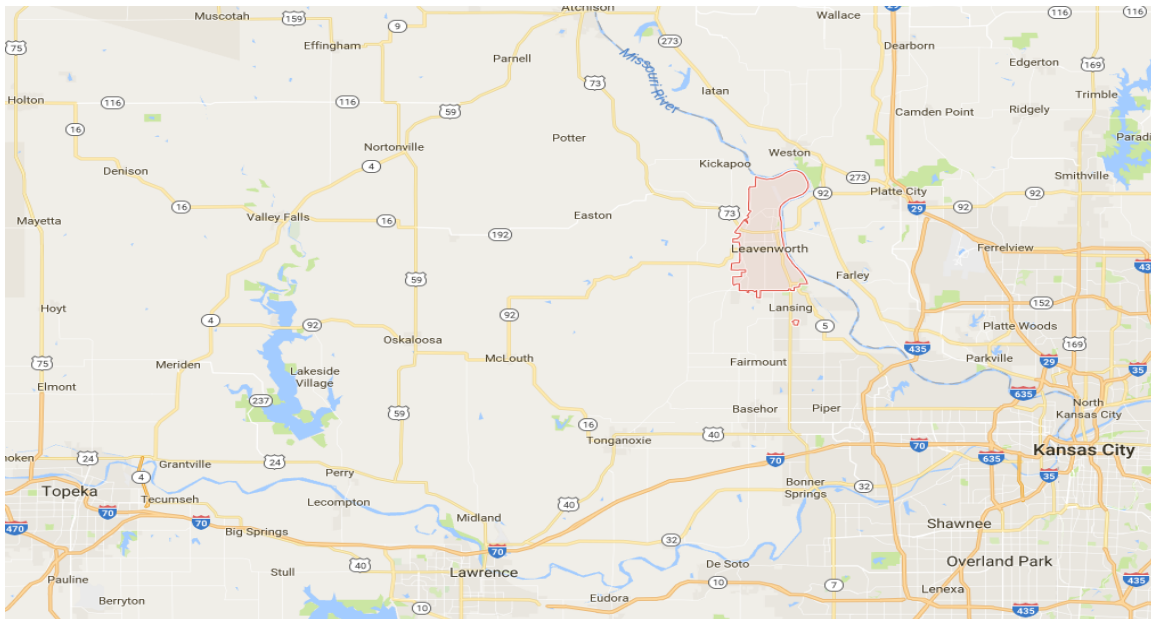 Atchison
Muscotah
159
9
Wallace
116
116
75
Effingham
273
Dearborn
Parnell
Missouri River
Edgerton
169
73
Iatan
Trimble
Holton
116
116
59
Camden Point
Ridgely
16
Potter
Nortonville
Weston
Kickapoo
4
Denison
Smithville
273
Platte City
92
16
Valley Falls
Easton
73
29
92
92
Mayetta
16
192
Leavenworth
Ferrelview
Farley
59
435
Hoyt
Lansing
152
4
92
92
5
Platte Woods
Oskaloosa
169
435
McLouth
Fairmount
Parkville
29
35
75
Meriden
Lakeside
Village
Elmont
635
237
59
Basehor
Piper
North
Kansas City
16
Tonganoxie
40
70
Kansas City
24
24
Grantville
70
635
4
Perry
35
Topeka
Tecumseh
Lecompton
Bonner
Springs
32
40
70
70
Midland
Shawnee
470
Big Springs
32
70
Overland Park
Stull
40
Lawrence
De Soto
Pauline
10
7
435
Lenexa
Berryton
10
Eudora
435